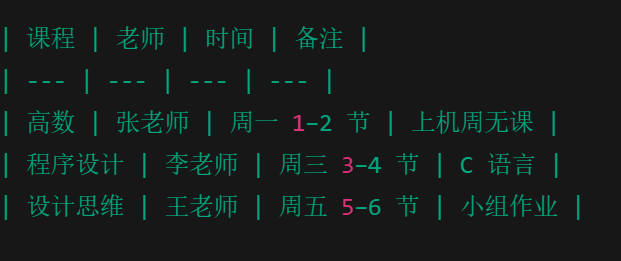 | 课程 | 老师 | 时间 | 备注 |
| --- | --- | --- | --- |
| 高数 | 张老师 | 周一 1–2 节 | 上机周无课 |
| 程序设计 | 李老师 | 周三 3–4 节 | C 语言 |
| 设计思维 | 王老师 | 周五 5–6 节 | 小组作业 |